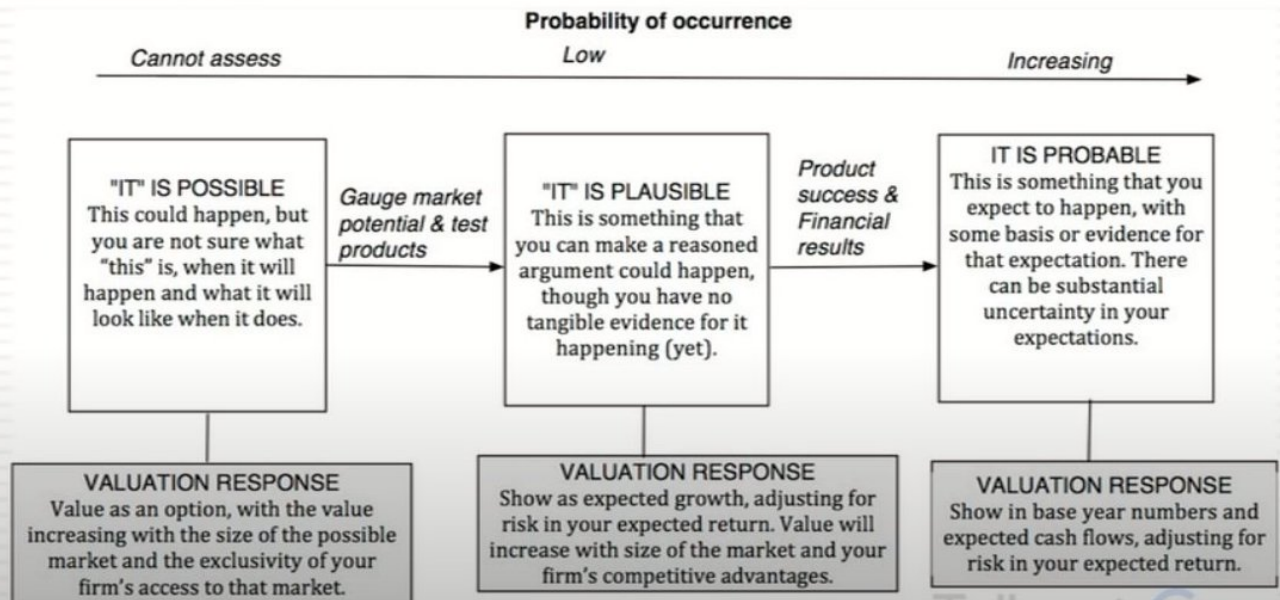 Probability of occurrence
Cannot assess
Low
Increasing
"IT" IS POSSIBLE
This could happen, but
you are not sure what
"this" is, when it will
happen and what it will
look like when it does.
Gauge market
potential & test
products
"IT" IS PLAUSIBLE
This is something that
you can make a reasoned
argument could happen,
though you have no
tangible evidence for it
happening (yet).
Product
success &
Financial
results
IT IS PROBABLE
This is something that you
expect to happen, with
some basis or evidence for
that expectation. There
can be substantial
uncertainty in your
expectations.
VALUATION RESPONSE
Value as an option, with the value
increasing with the size of the possible
market and the exclusivity of your
firm's access to that market.
VALUATION RESPONSE
Show as expected growth, adjusting for
risk in your expected return. Value will
increase with size of the market and your
firm's competitive advantages.
VALUATION RESPONSE
Show in base year numbers and
expected cash flows, adjusting for
risk in your expected return.